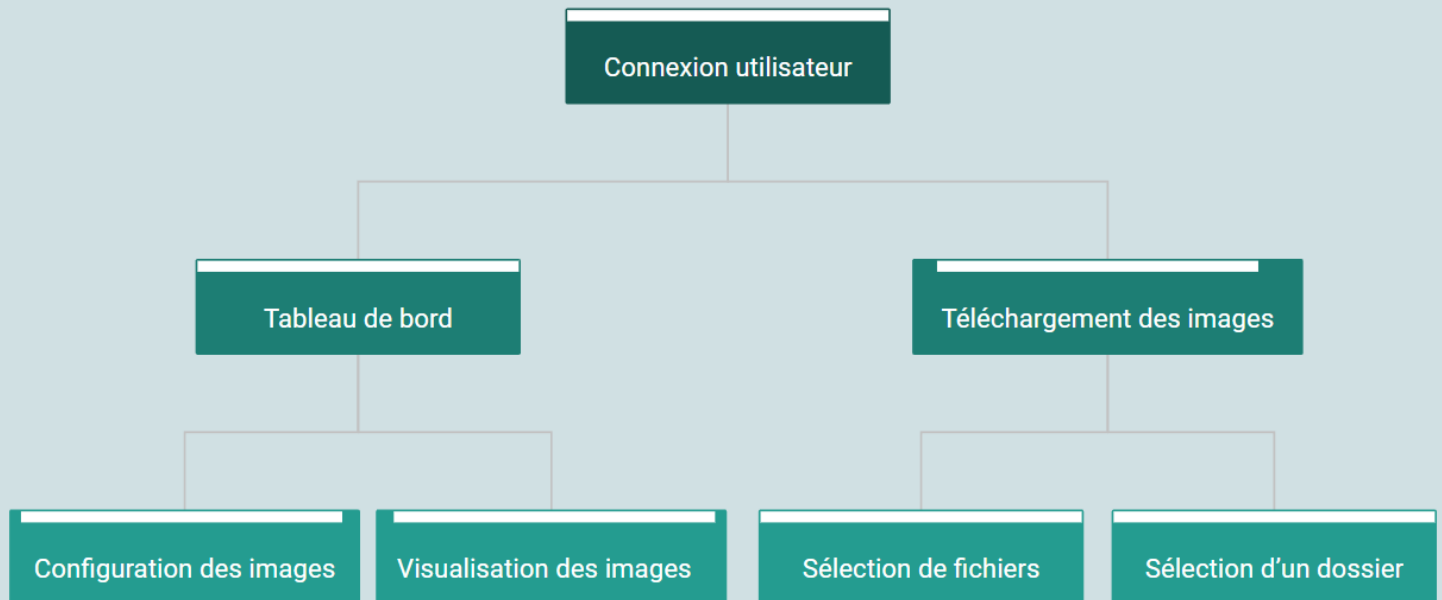 Connexion utilisateur
Tableau de bord
Téléchargement des images
Configuration des images
Visualisation des images
Sélection de fichiers
Sélection d’un dossier